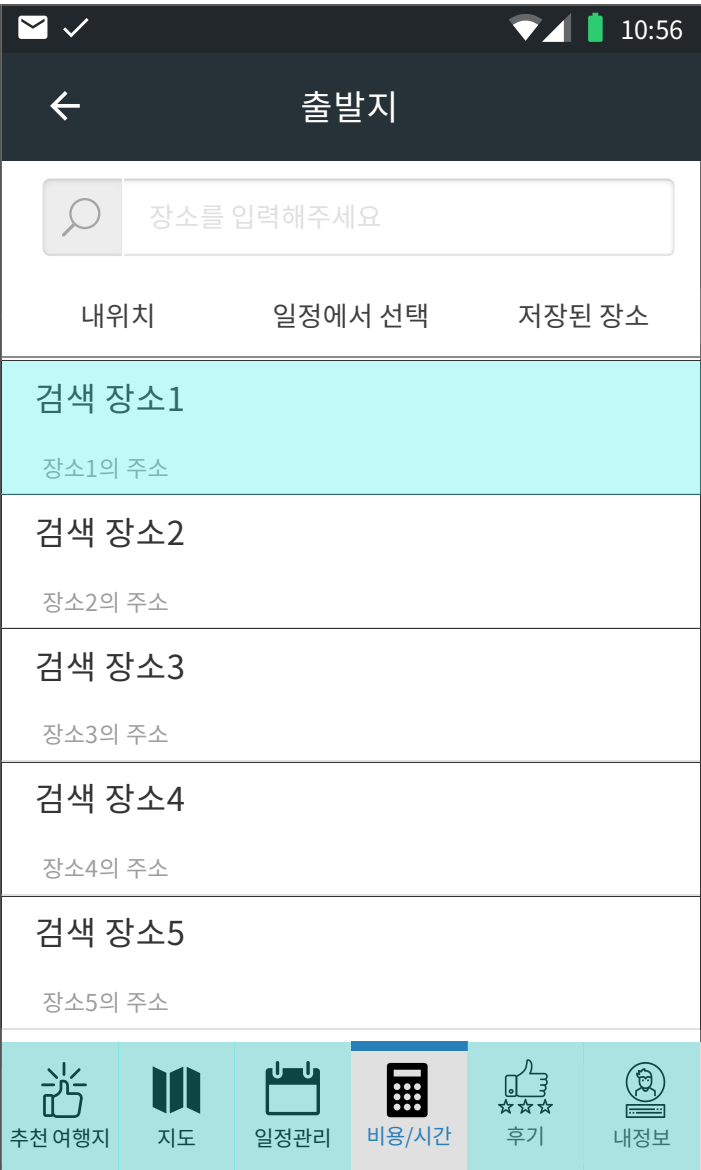 10:56
출발지
장소를 입력해주세요
내위치 일정에서 선택 저장된 장소
검색 장소1
장소1의 주소
검색 장소2
장소2의 주소
검색 장소3
장소3의 주소
검색 장소4
장소4의 주소
검색 장소5
장소5의 주소
추천 여행지 지도 일정관리 비용/시간 후기 내정보